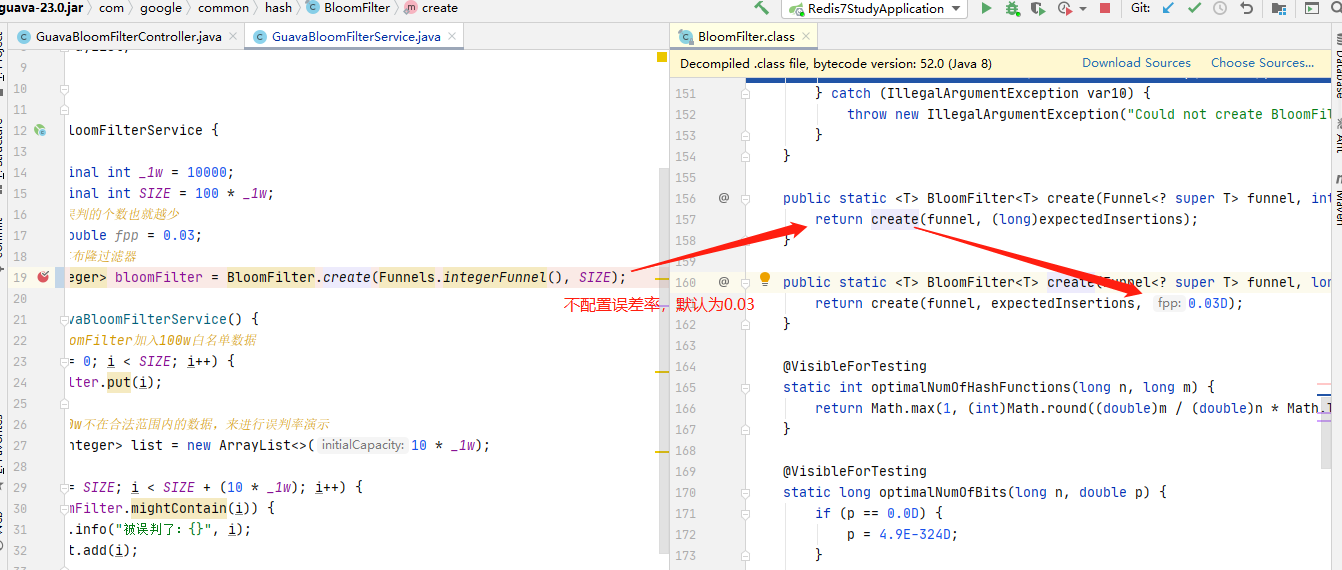 guava-23.0.jar com google common hash BloomFilter create Redis7StudyApplication Git:
GuavaBloomFilterController.java GuavaBloomFilterService.java
9
10
11
12 loomFilterService {
13
14 inal int _1w = 10000;
15 inal int SIZE = 100 * _1w;
16 误判的个数也就越少
17 ouble fpp = 0.03;
18 布隆过滤器
19 eger> bloomFilter = BloomFilter.create(Funnels.integerFunnel(), SIZE);
20
不配置误差率,默认为0.03
21 vaBloomFilterService() {
22 oomFilter加入100w白名单数据
23 = 0; i < SIZE; i++) {
24 lter.put(i);
25
26 0w不在合法范围内的数据，来进行误判率演示
27 nteger> list = new ArrayList<>( initialCapacity: 10 * _1w);
28
29 = SIZE; i < SIZE + (10 * _1w); i++) {
30 mFilter.mightContain(i)) {
31 .info("被误判了：{}", i);
32 t.add(i);
BloomFilter.class
Decompiled .class file, bytecode version: 52.0 (Java 8) Download Sources Choose Sources...
151 } catch (IllegalArgumentException var10) {
152 throw new IllegalArgumentException("Could not create BloomFil
153 }
154 }
155
156 @ public static <T> BloomFilter<T> create(Funnel<? super T> funnel, int
157 return create(funnel, (long)expectedInsertions);
158 }
159
160 @ public static <T> BloomFilter<T> create(Funnel<? super T> funnel, lon
return create(funnel, expectedInsertions, fpp: 0.03D);
162 }
163
164 @VisibleForTesting
165 static int optimalNumOfHashFunctions(long n, long m) {
166 return Math.max(1, (int)Math.round((double)m / (double)n * Math.l
167 }
168
169 @VisibleForTesting
170 static long optimalNumOfBits(long n, double p) {
171 if (p == 0.0D) {
172 p = 4.9E-324D;
173 }
Database
Ant
Maven